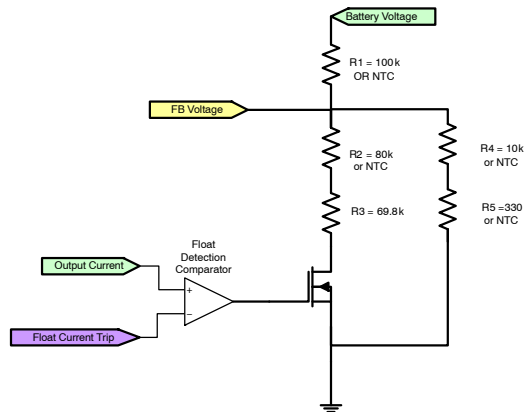 Battery Voltage
R1 = 100k
OR NTC
FB Voltage
R2 = 80k
or NTC
R4 = 10k
or NTC
R3 = 69.8k
R5 =330
or NTC
Float
Detection
Comparator
Output Current
+
−
Float Current Trip